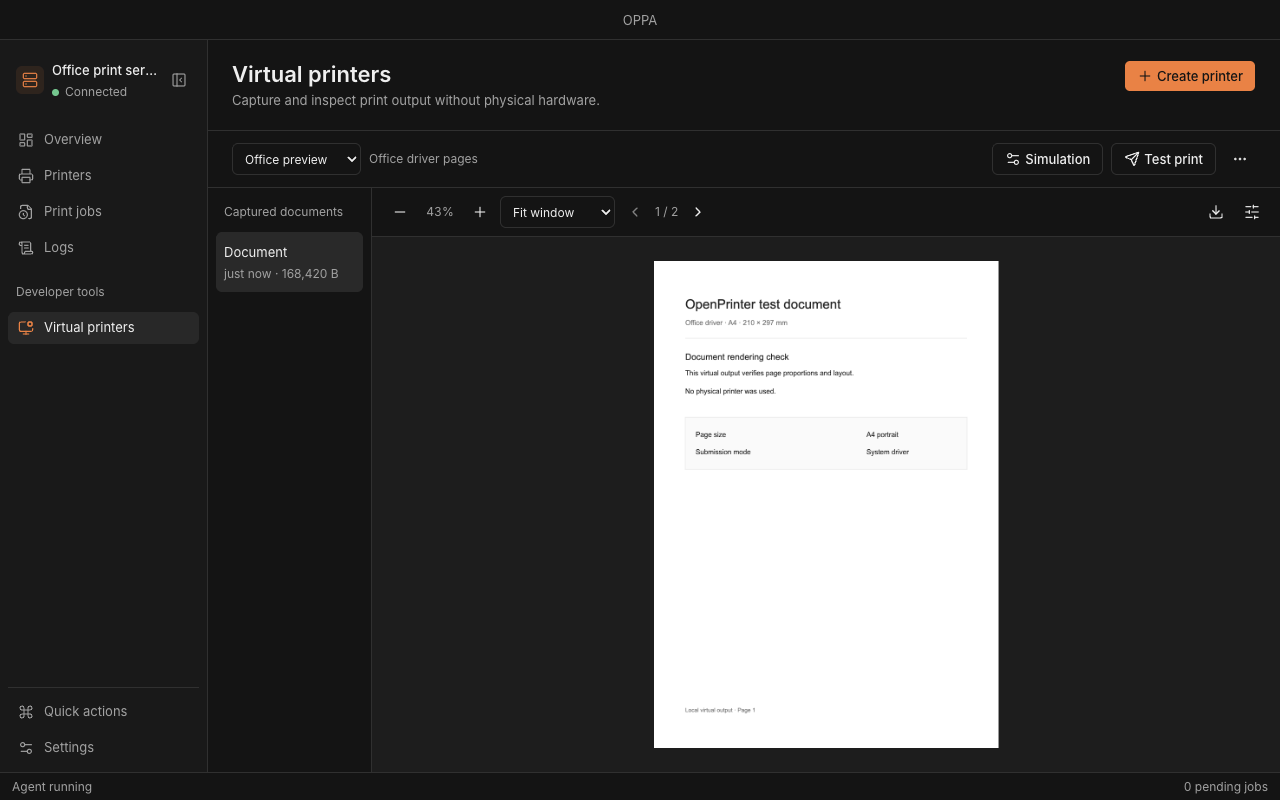 OPPA
Office print ser...
Connected
Overview
Printers
Print jobs
Logs
Developer tools
Virtual printers
Quick actions
Settings
Virtual printers
Capture and inspect print output without physical hardware.
Create printer
Office preview
Office driver pages
Simulation
Test print
Captured documents
Document
just now · 168,420 B
43%
Fit window
1 / 2
OpenPrinter test document
Office driver · A4 · 210 × 297 mm
Document rendering check
This virtual output verifies page proportions and layout.
No physical printer was used.
Page size A4 portrait
Submission mode System driver
Local virtual output · Page 1
Agent running
0 pending jobs